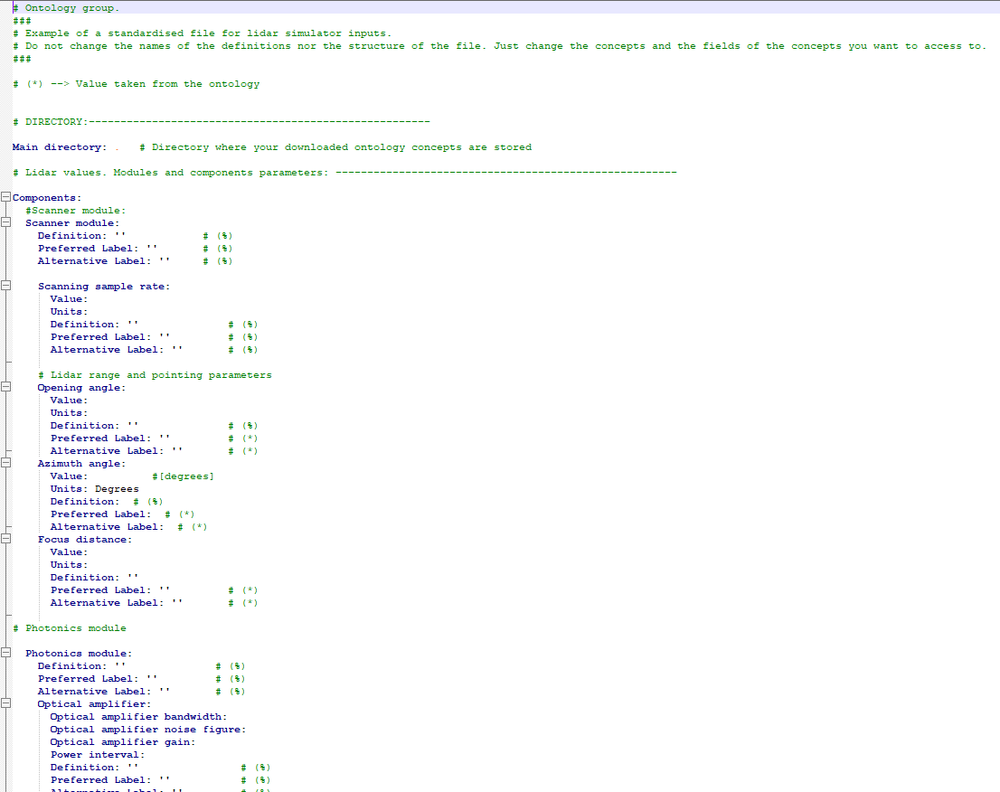 # Ontology group.
###
# Example of a standardised file for lidar simulator inputs.
# Do not change the names of the definitions nor the structure of the file. Just change the concepts and the fields of the concepts you want to access to.
###
# (*) --> Value taken from the ontology
# DIRECTORY:------------------------------------------------------
Main directory: .   # Directory where your downloaded ontology concepts are stored
# Lidar values. Modules and components parameters: ------------------------------------------------------
Components:
#Scanner module:
Scanner module:
Definition: '' # (%)
Preferred Label: '' # (%)
Alternative Label: '' # (%)
Scanning sample rate:
Value:
Units:
Definition: '' # (%)
Preferred Label: '' # (%)
Alternative Label: '' # (%)
# Lidar range and pointing parameters
Opening angle:
Value:
Units:
Definition: '' # (%)
Preferred Label: '' # (*)
Alternative Label: '' # (*)
Azimuth angle:
Value: #[degrees]
Units: Degrees
Definition: # (%)
Preferred Label: # (*)
Alternative Label: # (*)
Focus distance:
Value:
Units:
Definition: ''
Preferred Label: '' # (*)
Alternative Label: '' # (*)
# Photonics module
Photonics module:
Definition: '' # (%)
Preferred Label: '' # (%)
Alternative Label: '' # (%)
Optical amplifier:
Optical amplifier bandwidth:
Optical amplifier noise figure:
Optical amplifier gain:
Power interval:
Definition: '' # (%)
Preferred Label: '' # (%)